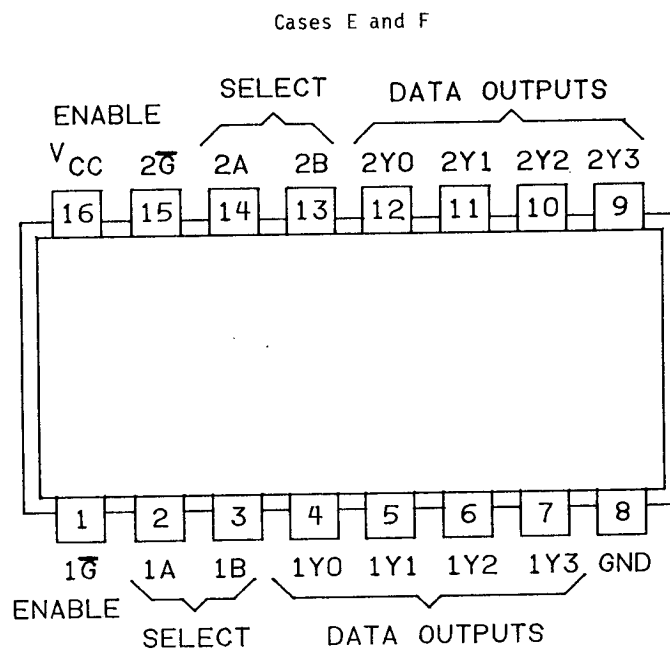 Cases E and F
SELECT DATA OUTPUTS
ENABLE
VCC 2G̅ 2A 2B 2Y0 2Y1 2Y2 2Y3
16 15 14 13 12 11 10 9
1 2 3 4 5 6 7 8
1G̅ 1A 1B 1Y0 1Y1 1Y2 1Y3 GND
ENABLE
SELECT DATA OUTPUTS